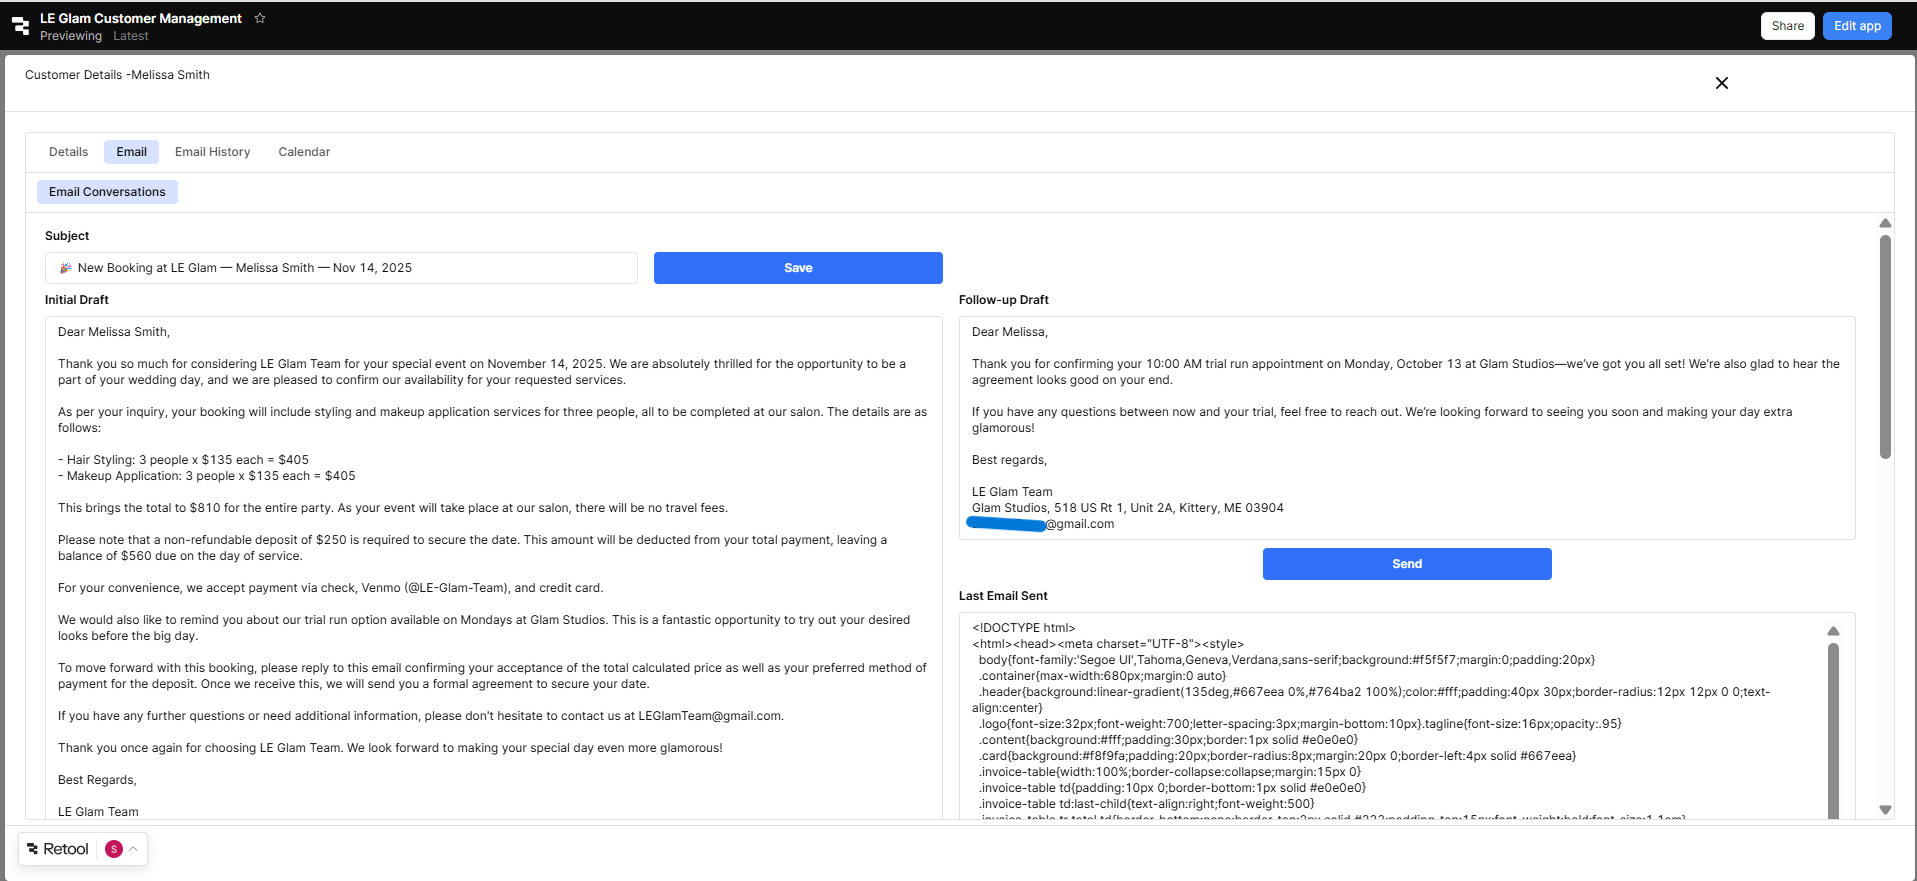 LE Glam Customer Management
Previewing Latest
Share
Edit app
Customer Details -Melissa Smith
Details
Email
Email History
Calendar
Email Conversations
Subject
🎉 New Booking at LE Glam — Melissa Smith — Nov 14, 2025
Save
Initial Draft
Dear Melissa Smith,
Thank you so much for considering LE Glam Team for your special event on November 14, 2025. We are absolutely thrilled for the opportunity to be a
part of your wedding day, and we are pleased to confirm our availability for your requested services.
As per your inquiry, your booking will include styling and makeup application services for three people, all to be completed at our salon. The details are as
follows:
- Hair Styling: 3 people x $135 each = $405
- Makeup Application: 3 people x $135 each = $405
This brings the total to $810 for the entire party. As your event will take place at our salon, there will be no travel fees.
Please note that a non-refundable deposit of $250 is required to secure the date. This amount will be deducted from your total payment, leaving a
balance of $560 due on the day of service.
For your convenience, we accept payment via check, Venmo (@LE-Glam-Team), and credit card.
We would also like to remind you about our trial run option available on Mondays at Glam Studios. This is a fantastic opportunity to try out your desired
looks before the big day.
To move forward with this booking, please reply to this email confirming your acceptance of the total calculated price as well as your preferred method of
payment for the deposit. Once we receive this, we will send you a formal agreement to secure your date.
If you have any further questions or need additional information, please don't hesitate to contact us at LEGlamTeam@gmail.com.
Thank you once again for choosing LE Glam Team. We look forward to making your special day even more glamorous!
Best Regards,
LE Glam Team
Follow-up Draft
Dear Melissa,
Thank you for confirming your 10:00 AM trial run appointment on Monday, October 13 at Glam Studios—we've got you all set! We're also glad to hear the
agreement looks good on your end.
If you have any questions between now and your trial, feel free to reach out. We're looking forward to seeing you soon and making your day extra
glamorous!
Best regards,
LE Glam Team
Glam Studios, 518 US Rt 1, Unit 2A, Kittery, ME 03904
@gmail.com
Send
Last Email Sent
<!DOCTYPE html>
<html><head><meta charset="UTF-8"><style>
body{font-family:'Segoe UI',Tahoma,Geneva,Verdana,sans-serif;background:#f5f5f7;margin:0;padding:20px}
.container{max-width:680px;margin:0 auto}
.header{background:linear-gradient(135deg,#667eea 0%,#764ba2 100%);color:#fff;padding:40px 30px;border-radius:12px 12px 0 0;text-
align:center}
.logo{font-size:32px;font-weight:700;letter-spacing:3px;margin-bottom:10px}.tagline{font-size:16px;opacity:.95}
.content{background:#fff;padding:30px;border:1px solid #e0e0e0}
.card{background:#f8f9fa;padding:20px;border-radius:8px;margin:20px 0;border-left:4px solid #667eea}
.invoice-table{width:100%;border-collapse:collapse;margin:15px 0}
.invoice-table td{padding:10px 0;border-bottom:1px solid #e0e0e0}
.invoice-table td:last-child{text-align:right;font-weight:500}
.invoice-table tr.total td{border-bottom:none;border-top:2px solid #333;padding-top:15px;font-weight:bold;font-size:1.1em}
Retool
S